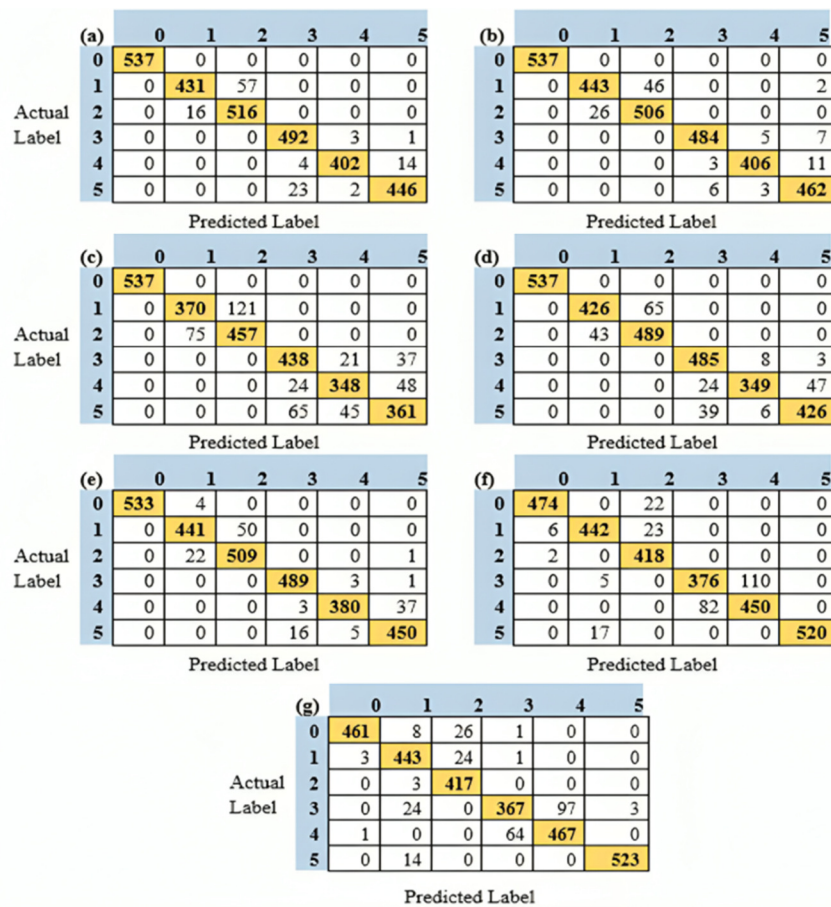 (a) 0 1 2 3 4 5
0 537 0 0 0 0 0
1 0 431 57 0 0 0
2 0 16 516 0 0 0
3 0 0 0 492 3 1
4 0 0 0 4 402 14
5 0 0 0 23 2 446
Actual
Label
Predicted Label
(b) 0 1 2 3 4 5
0 537 0 0 0 0 0
1 0 443 46 0 0 2
2 0 26 506 0 0 0
3 0 0 0 484 5 7
4 0 0 0 3 406 11
5 0 0 0 6 3 462
Predicted Label
(c) 0 1 2 3 4 5
0 537 0 0 0 0 0
1 0 370 121 0 0 0
2 0 75 457 0 0 0
3 0 0 0 438 21 37
4 0 0 0 24 348 48
5 0 0 0 65 45 361
Actual
Label
Predicted Label
(d) 0 1 2 3 4 5
0 537 0 0 0 0 0
1 0 426 65 0 0 0
2 0 43 489 0 0 0
3 0 0 0 485 8 3
4 0 0 0 24 349 47
5 0 0 0 39 6 426
Predicted Label
(e) 0 1 2 3 4 5
0 533 4 0 0 0 0
1 0 441 50 0 0 0
2 0 22 509 0 0 1
3 0 0 0 489 3 1
4 0 0 0 3 380 37
5 0 0 0 16 5 450
Actual
Label
Predicted Label
(f) 0 1 2 3 4 5
0 474 0 22 0 0 0
1 6 442 23 0 0 0
2 2 0 418 0 0 0
3 0 5 0 376 110 0
4 0 0 0 82 450 0
5 0 17 0 0 0 520
Predicted Label
(g) 0 1 2 3 4 5
0 461 8 26 1 0 0
1 3 443 24 1 0 0
2 0 3 417 0 0 0
3 0 24 0 367 97 3
4 1 0 0 64 467 0
5 0 14 0 0 0 523
Actual
Label
Predicted Label